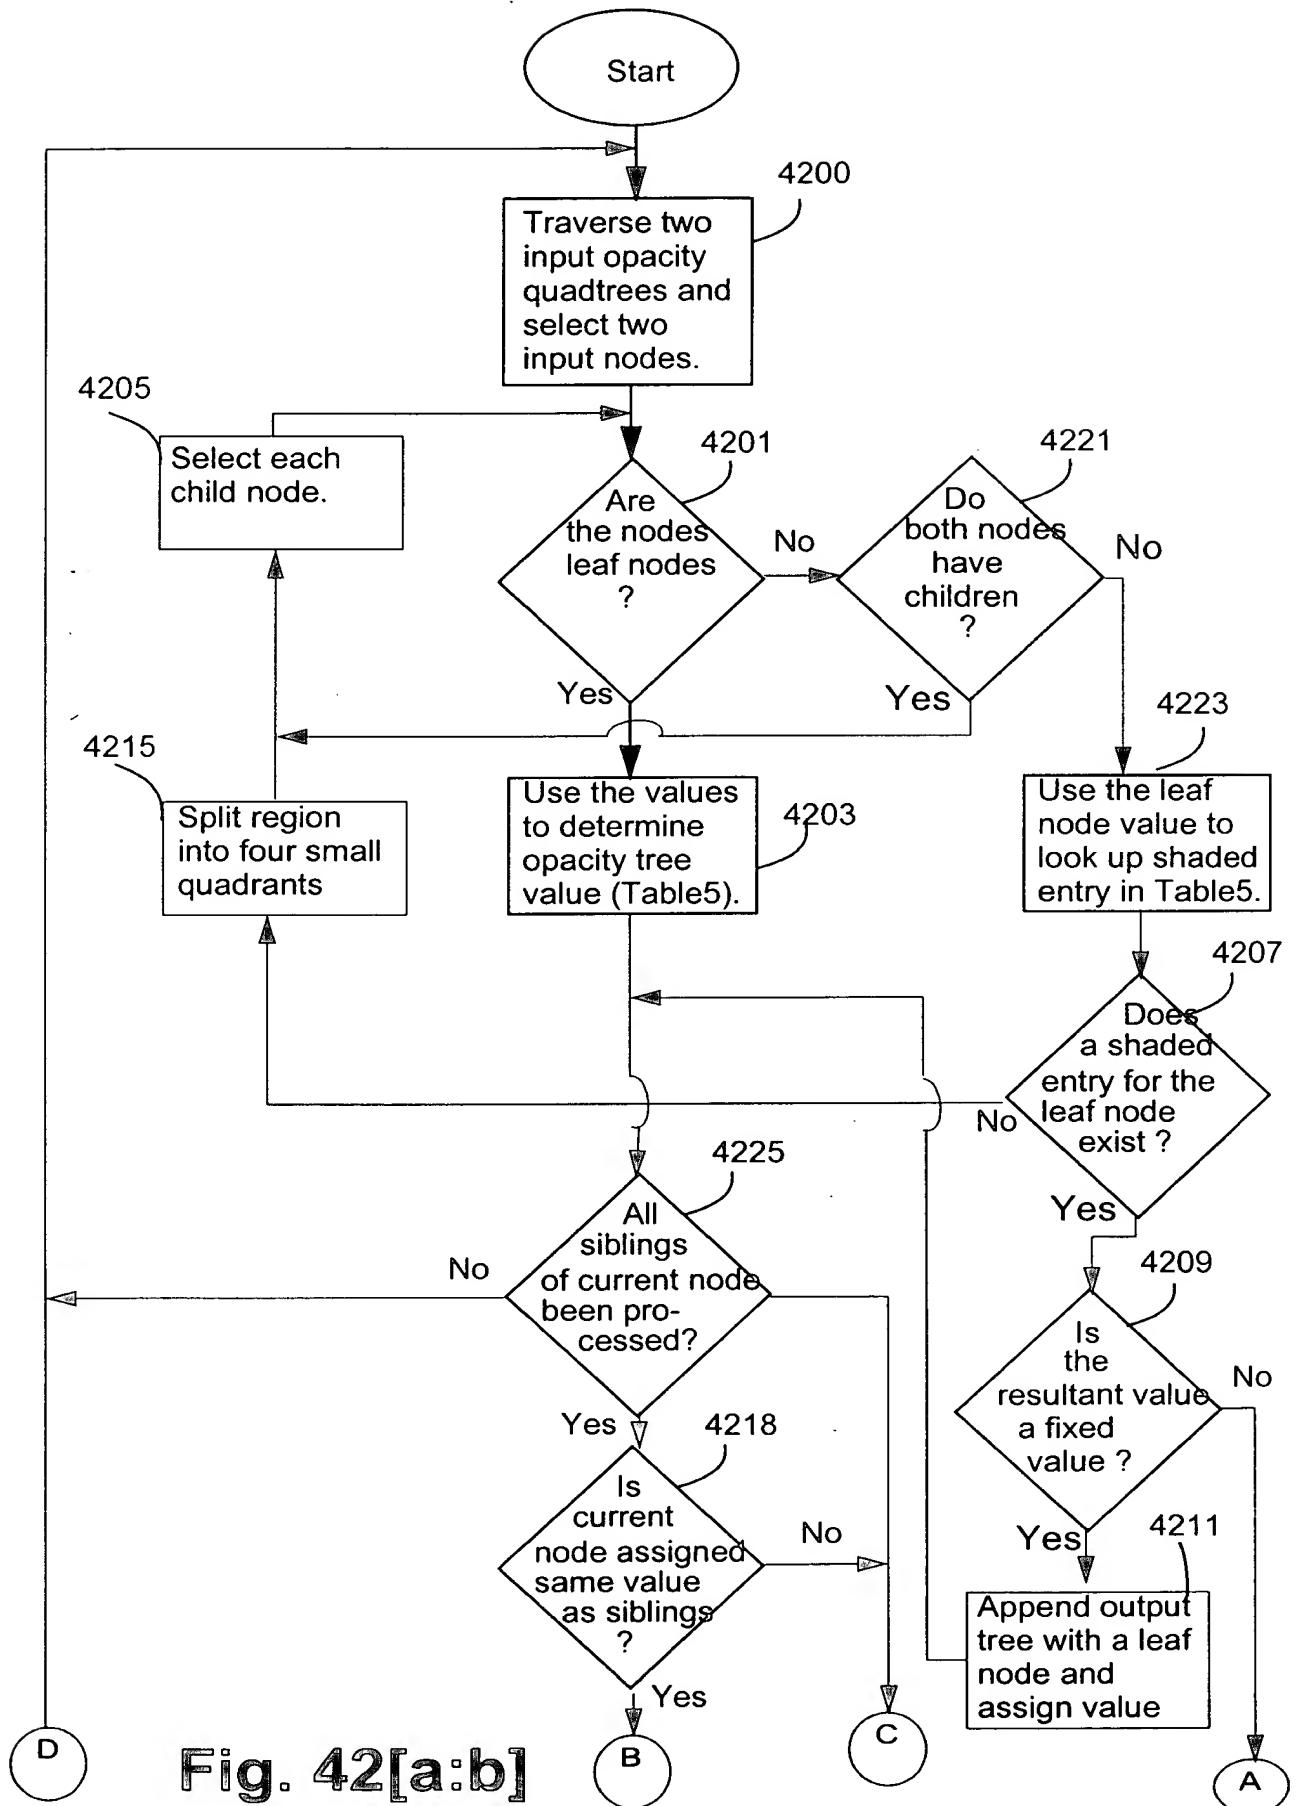 Start
4200
Traverse two
input opacity
quadtrees and
select two
input nodes.
4205
Select each
child node.
4201
Are
the nodes
leaf nodes
?
No
Yes
4221
Do
both nodes
have
children
?
No
Yes
4215
Split region
into four small
quadrants
Use the values
to determine
opacity tree
value (Table5).
4203
4223
Use the leaf
node value to
look up shaded
entry in Table5.
4207
Does
a shaded
entry for the
leaf node
exist ?
No
Yes
4225
All
siblings
of current node
been pro-
cessed?
No
Yes
4209
Is
the
resultant value
a fixed
value ?
No
Yes
4218
Is
current
node assigned
same value
as siblings
?
No
Yes
4211
Append output
tree with a leaf
node and
assign value
D
Fig. 42[a:b]
B
C
A